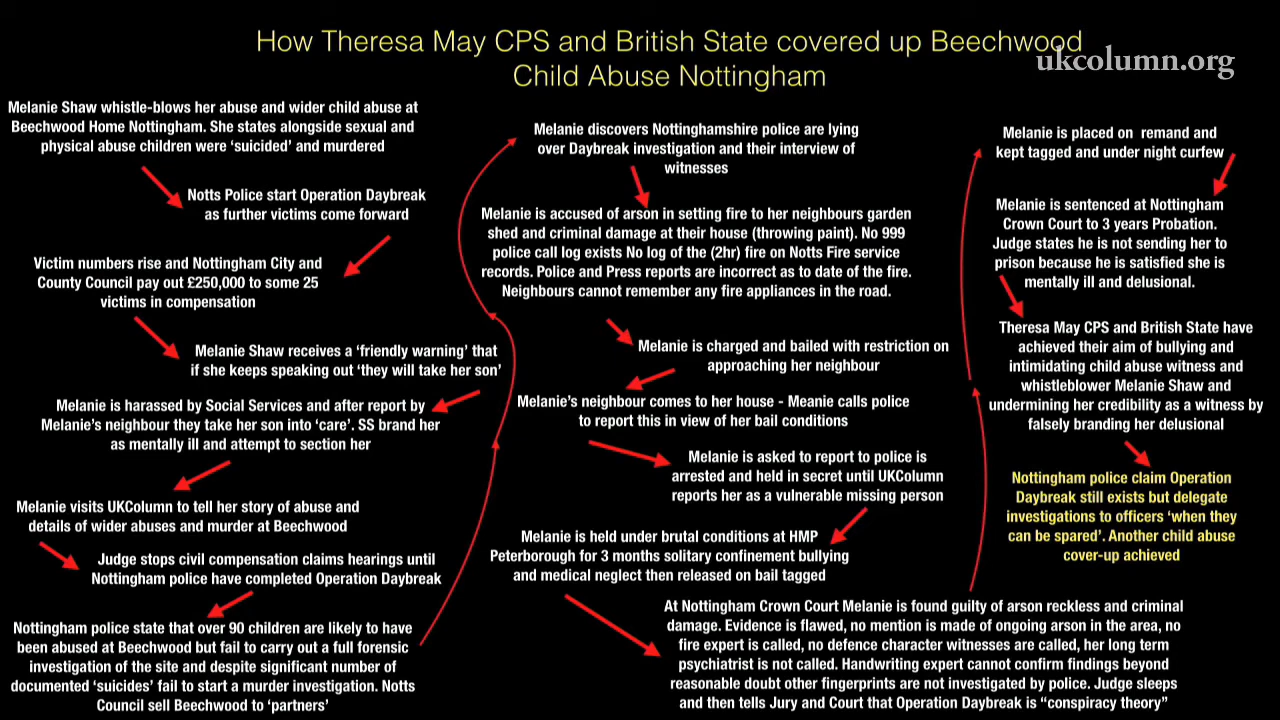 How Theresa May CPS and British State covered up Beechwood
Child Abuse Nottingham
ukcolumn.org
Melanie Shaw whistle-blows her abuse and wider child abuse at
Beechwood Home Nottingham. She states alongside sexual and
physical abuse children were ‘suicided’ and murdered
Notts Police start Operation Daybreak
as further victims come forward
Victim numbers rise and Nottingham City and
County Council pay out £250,000 to some 25
victims in compensation
Melanie Shaw receives a ‘friendly warning’ that
if she keeps speaking out ‘they will take her son’
Melanie is harassed by Social Services and after report by
Melanie’s neighbour they take her son into ‘care’. SS brand her
as mentally ill and attempt to section her
Melanie visits UKColumn to tell her story of abuse and
details of wider abuses and murder at Beechwood
Judge stops civil compensation claims hearings until
Nottingham police have completed Operation Daybreak
Nottingham police state that over 90 children are likely to have
been abused at Beechwood but fail to carry out a full forensic
investigation of the site and despite significant number of
documented ‘suicides’ fail to start a murder investigation. Notts
Council sell Beechwood to ‘partners’
Melanie discovers Nottinghamshire police are lying
over Daybreak investigation and their interview of
witnesses
Melanie is accused of arson in setting fire to her neighbours garden
shed and criminal damage at their house (throwing paint). No 999
police call log exists No log of the (2hr) fire on Notts Fire service
records. Police and Press reports are incorrect as to date of the fire.
Neighbours cannot remember any fire appliances in the road.
Melanie is charged and bailed with restriction on
approaching her neighbour
Melanie’s neighbour comes to her house - Meanie calls police
to report this in view of her bail conditions
Melanie is asked to report to police is
arrested and held in secret until UKColumn
reports her as a vulnerable missing person
Melanie is held under brutal conditions at HMP
Peterborough for 3 months solitary confinement bullying
and medical neglect then released on bail tagged
At Nottingham Crown Court Melanie is found guilty of arson reckless and criminal
damage. Evidence is flawed, no mention is made of ongoing arson in the area, no
fire expert is called, no defence character witnesses are called, her long term
psychiatrist is not called. Handwriting expert cannot confirm findings beyond
reasonable doubt other fingerprints are not investigated by police. Judge sleeps
and then tells Jury and Court that Operation Daybreak is “conspiracy theory”
Melanie is placed on remand and
kept tagged and under night curfew
Melanie is sentenced at Nottingham
Crown Court to 3 years Probation.
Judge states he is not sending her to
prison because he is satisfied she is
mentally ill and delusional.
Theresa May CPS and British State have
achieved their aim of bullying and
intimidating child abuse witness and
whistleblower Melanie Shaw and
undermining her credibility as a witness by
falsely branding her delusional
Nottingham police claim Operation
Daybreak still exists but delegate
investigations to officers ‘when they
can be spared’. Another child abuse
cover-up achieved